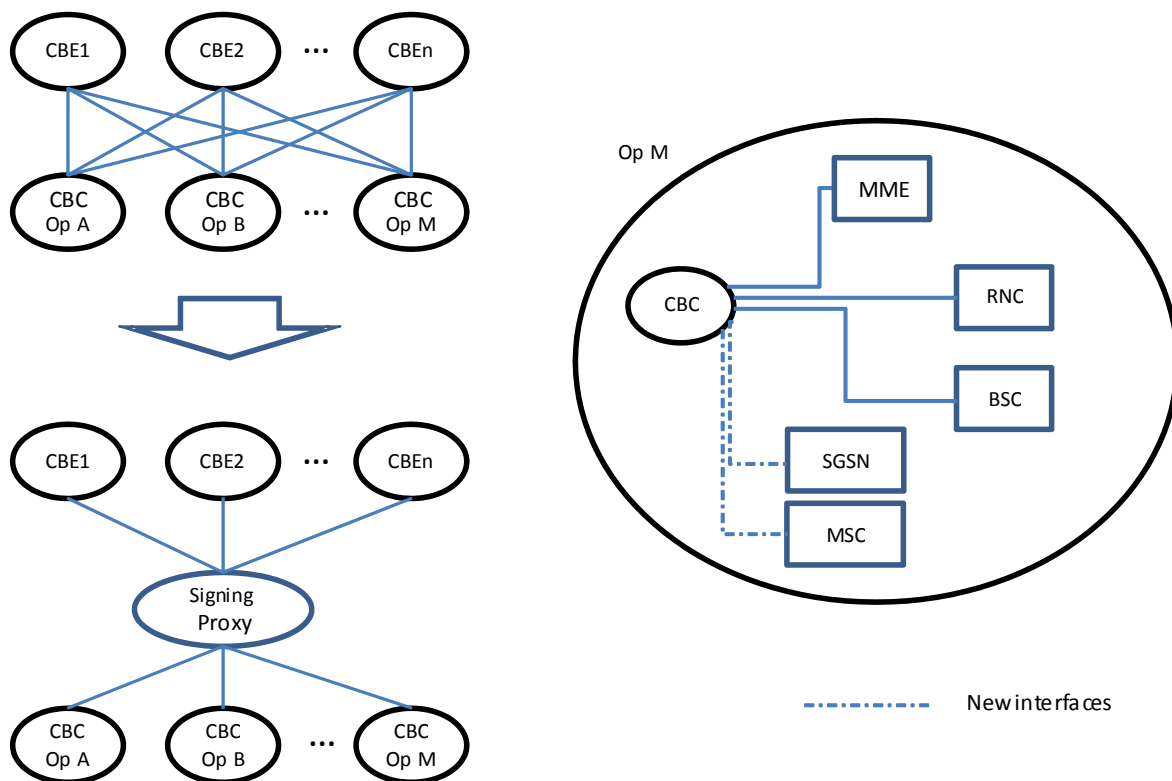 CBE1
CBE2
...
CBEn
CBC
Op A
CBC
Op B
...
CBC
Op M
CBE1
CBE2
...
CBEn
Signing
Proxy
CBC
Op A
CBC
Op B
...
CBC
Op M
Op M
MME
CBC
RNC
BSC
SGSN
MSC
New interfaces